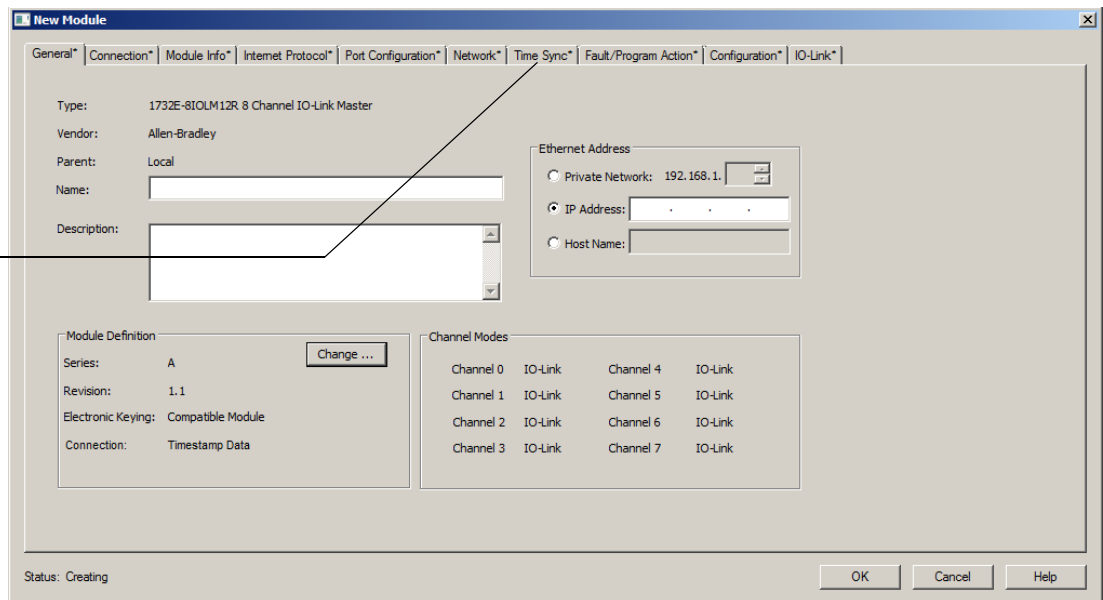 New Module
General* Connection* Module Info* Internet Protocol* Port Configuration* Network* Time Sync* Fault/Program Action* Configuration* IO-Link*
Type: 1732E-8IOLM12R 8 Channel IO-Link Master
Vendor: Allen-Bradley
Parent: Local
Name:
Description:
Ethernet Address
Private Network: 192.168.1.
IP Address: . . .
Host Name:
Module Definition
Series: A
Change ...
Revision: 1.1
Electronic Keying: Compatible Module
Connection: Timestamp Data
Channel Modes
Channel 0 IO-Link Channel 4 IO-Link
Channel 1 IO-Link Channel 5 IO-Link
Channel 2 IO-Link Channel 6 IO-Link
Channel 3 IO-Link Channel 7 IO-Link
Status: Creating
OK Cancel Help